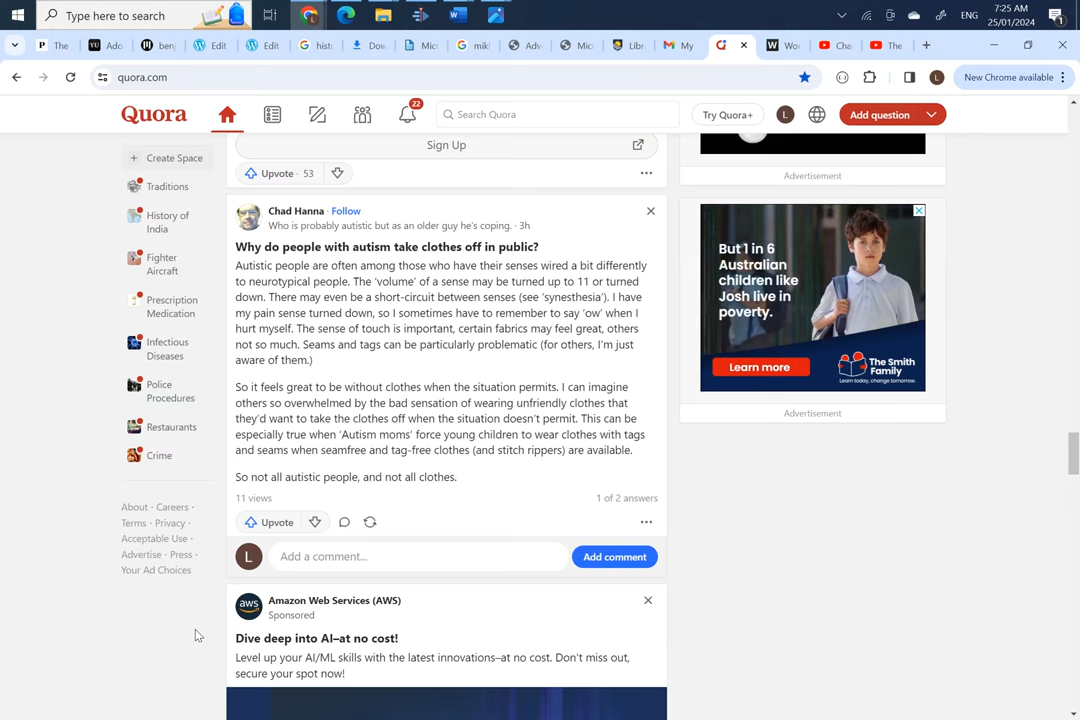 Type here to search
ENG
7:25 AM
25/01/2024
1
The
Ado
benj
Edit
Edit
histo
Dow
Micr
mikl
Adv
Mic
Libr
My
Wor
Cha
The
quora.com
New Chrome available
Quora
22
Search Quora
Try Quora+
Add question
Create Space
Traditions
History of
India
Fighter
Aircraft
Prescription
Medication
Infectious
Diseases
Police
Procedures
Restaurants
Crime
About · Careers ·
Terms · Privacy ·
Acceptable Use ·
Advertise · Press ·
Your Ad Choices
Sign Up
Upvote · 53
Chad Hanna · Follow
Who is probably autistic but as an older guy he's coping. · 3h
Why do people with autism take clothes off in public?
Autistic people are often among those who have their senses wired a bit differently
to neurotypical people. The ‘volume’ of a sense may be turned up to 11 or turned
down. There may even be a short-circuit between senses (see ‘synesthesia’). I have
my pain sense turned down, so I sometimes have to remember to say ‘ow’ when I
hurt myself. The sense of touch is important, certain fabrics may feel great, others
not so much. Seams and tags can be particularly problematic (for others, I’m just
aware of them.)
So it feels great to be without clothes when the situation permits. I can imagine
others so overwhelmed by the bad sensation of wearing unfriendly clothes that
they’d want to take the clothes off when the situation doesn’t permit. This can be
especially true when ‘Autism moms’ force young children to wear clothes with tags
and seams when seamfree and tag-free clothes (and stitch rippers) are available.
So not all autistic people, and not all clothes.
11 views
1 of 2 answers
Upvote
L
Add a comment...
Add comment
aws
Amazon Web Services (AWS)
Sponsored
Dive deep into AI–at no cost!
Level up your AI/ML skills with the latest innovations–at no cost. Don't miss out,
secure your spot now!
Advertisement
But 1 in 6
Australian
children like
Josh live in
poverty.
Learn more
The Smith
Family
Learn today, change tomorrow.
Advertisement